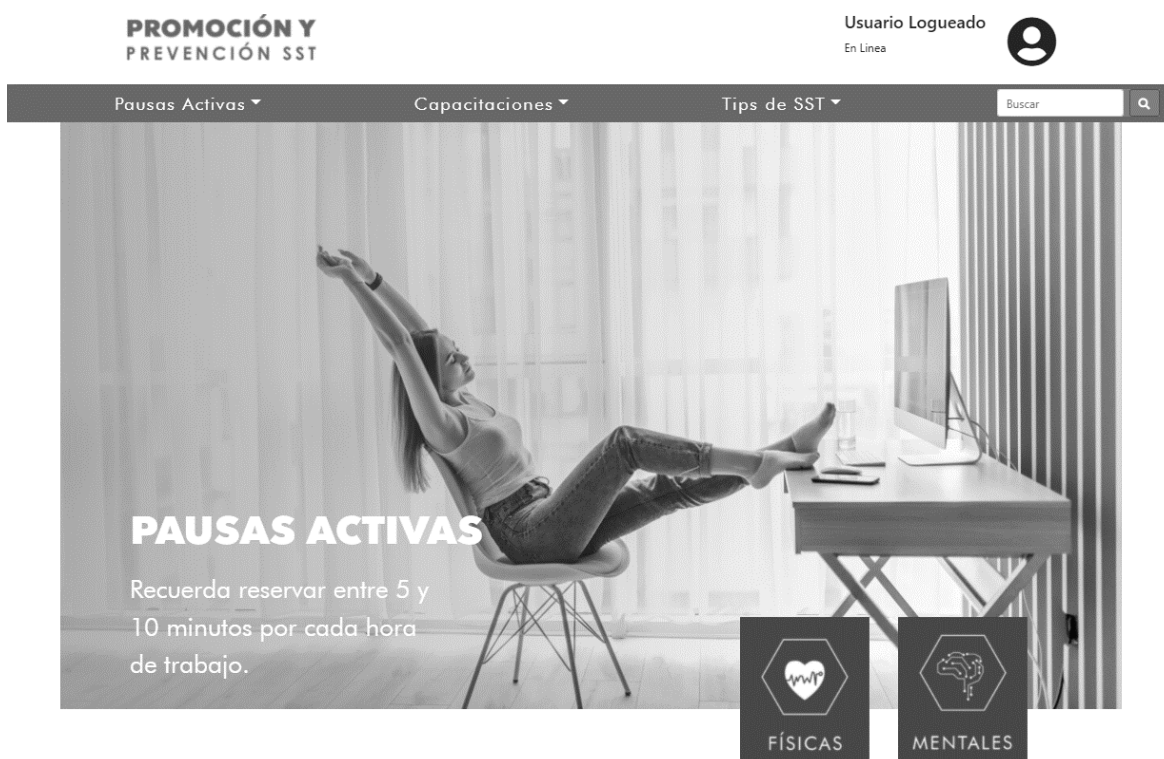 PROMOCIÓN Y
PREVENCIÓN SST
Usuario Logueado
En Linea
Pausas Activas
Capacitaciones
Tips de SST
Buscar
PAUSAS ACTIVAS
Recuerda reservar entre 5 y
10 minutos por cada hora
de trabajo.
FÍSICAS
MENTALES